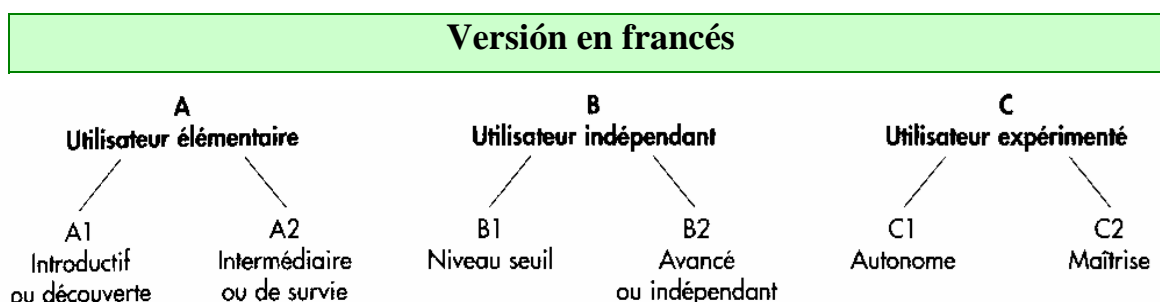 Versión en francés
A
Utilisateur élémentaire
A1
Introductif
ou découverte
A2
Intermédiaire
ou de survie
B
Utilisateur indépendant
B1
Niveau seuil
B2
Avancé
ou indépendant
C
Utilisateur expérimenté
C1
Autonome
C2
Maîtrise